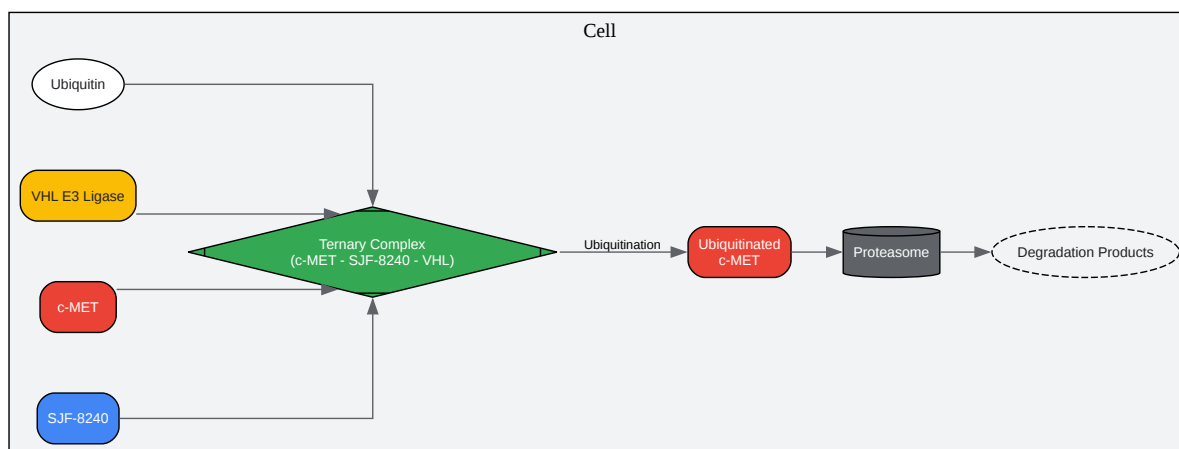 Cell
Ubiquitin
VHL E3 Ligase
c-MET
SJF-8240
Ternary Complex
(c-MET - SJF-8240 - VHL)
Ubiquitination
Ubiquitinated
c-MET
Proteasome
Degradation Products